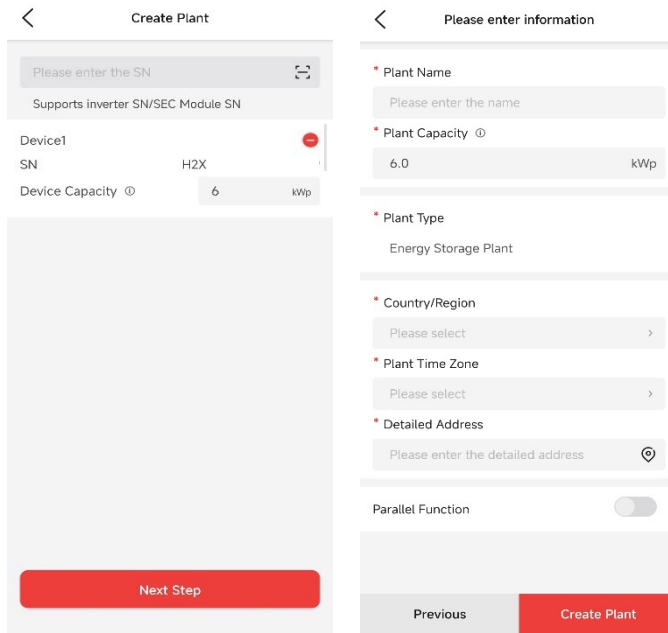 Create Plant
Please enter the SN
Supports inverter SN/SEC Module SN
Device1
SN H2X
Device Capacity ⓘ 6 kWp
Next Step
Please enter information
* Plant Name
Please enter the name
* Plant Capacity ⓘ
6.0 kWp
* Plant Type
Energy Storage Plant
* Country/Region
Please select
* Plant Time Zone
Please select
* Detailed Address
Please enter the detailed address
Parallel Function
Previous Create Plant